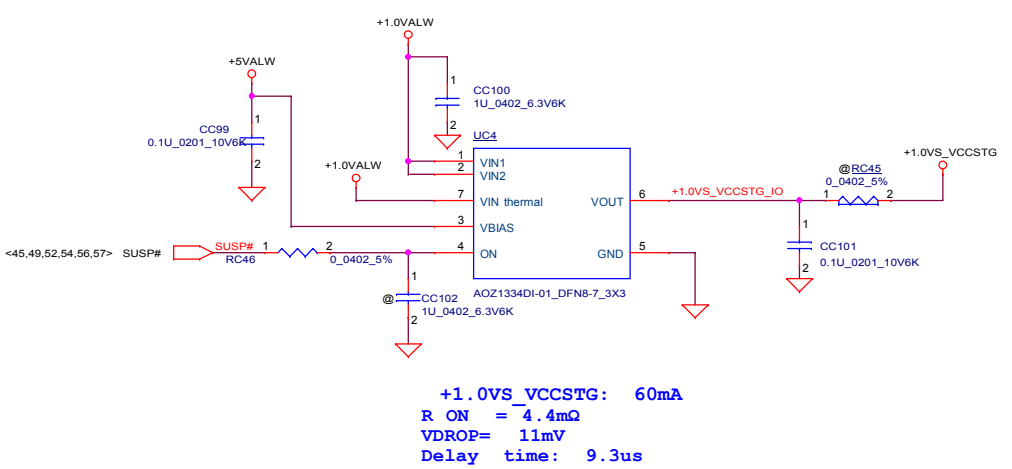 +1.0VALW
+5VALW
1
CC100
1U_0402_6.3V6K
2
1
CC99
0.1U_0201_10V6K
2
UC4
+1.0VALW
1
VIN1
2
VIN2
7
VIN thermal
3
VBIAS
4
ON
VOUT
6
GND
5
AOZ1334DI-01_DFN8-7_3X3
+1.0VS_VCCSTG_IO
+1.0VS_VCCSTG
@RC45
0_0402_5%
1
2
1
CC101
2
0.1U_0201_10V6K
<45,49,52,54,56,57> SUSP#
SUSP#
1
2
RC46
0_0402_5%
1
@
CC102
1U_0402_6.3V6K
2
+1.0VS_VCCSTG: 60mA
R ON = 4.4mΩ
VDROP= 11mV
Delay time: 9.3us